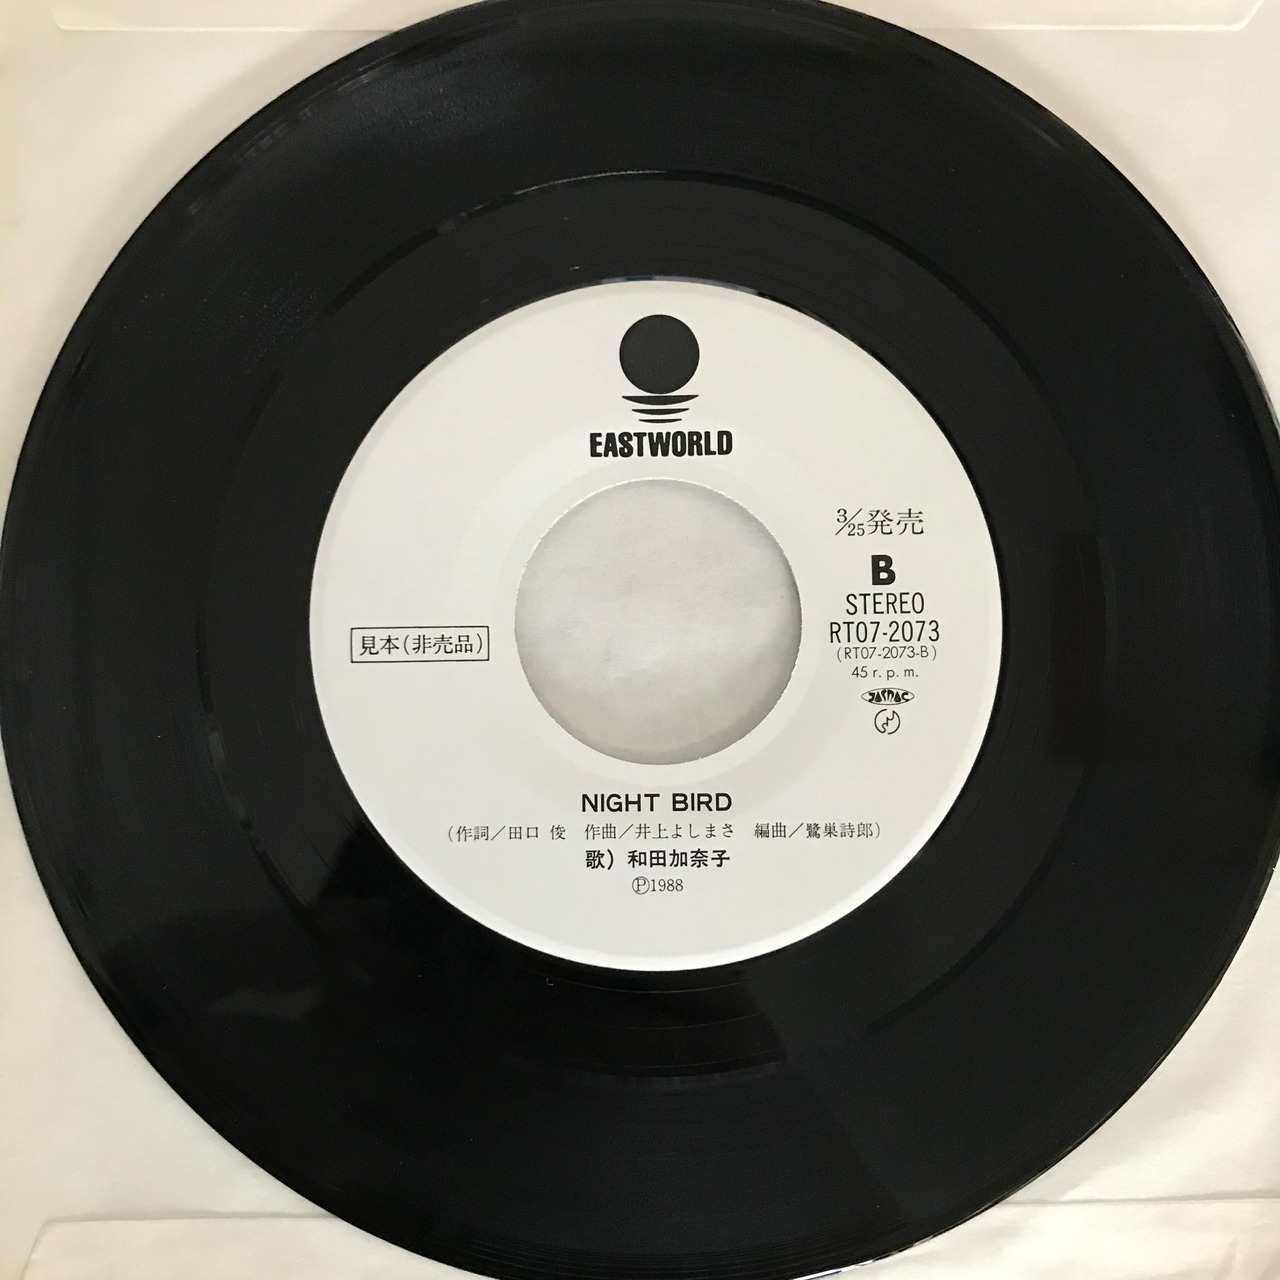 EASTWORLD
3/25発売
B
STEREO
RT07-2073
(RT07-2073-B)
45 r.p.m.
JASRAC
見本(非売品)
NIGHT BIRD
(作詞/田口 俊 作曲/井上よしまさ 編曲/鷺巣詩郎)
歌) 和田加奈子
Ⓟ1988